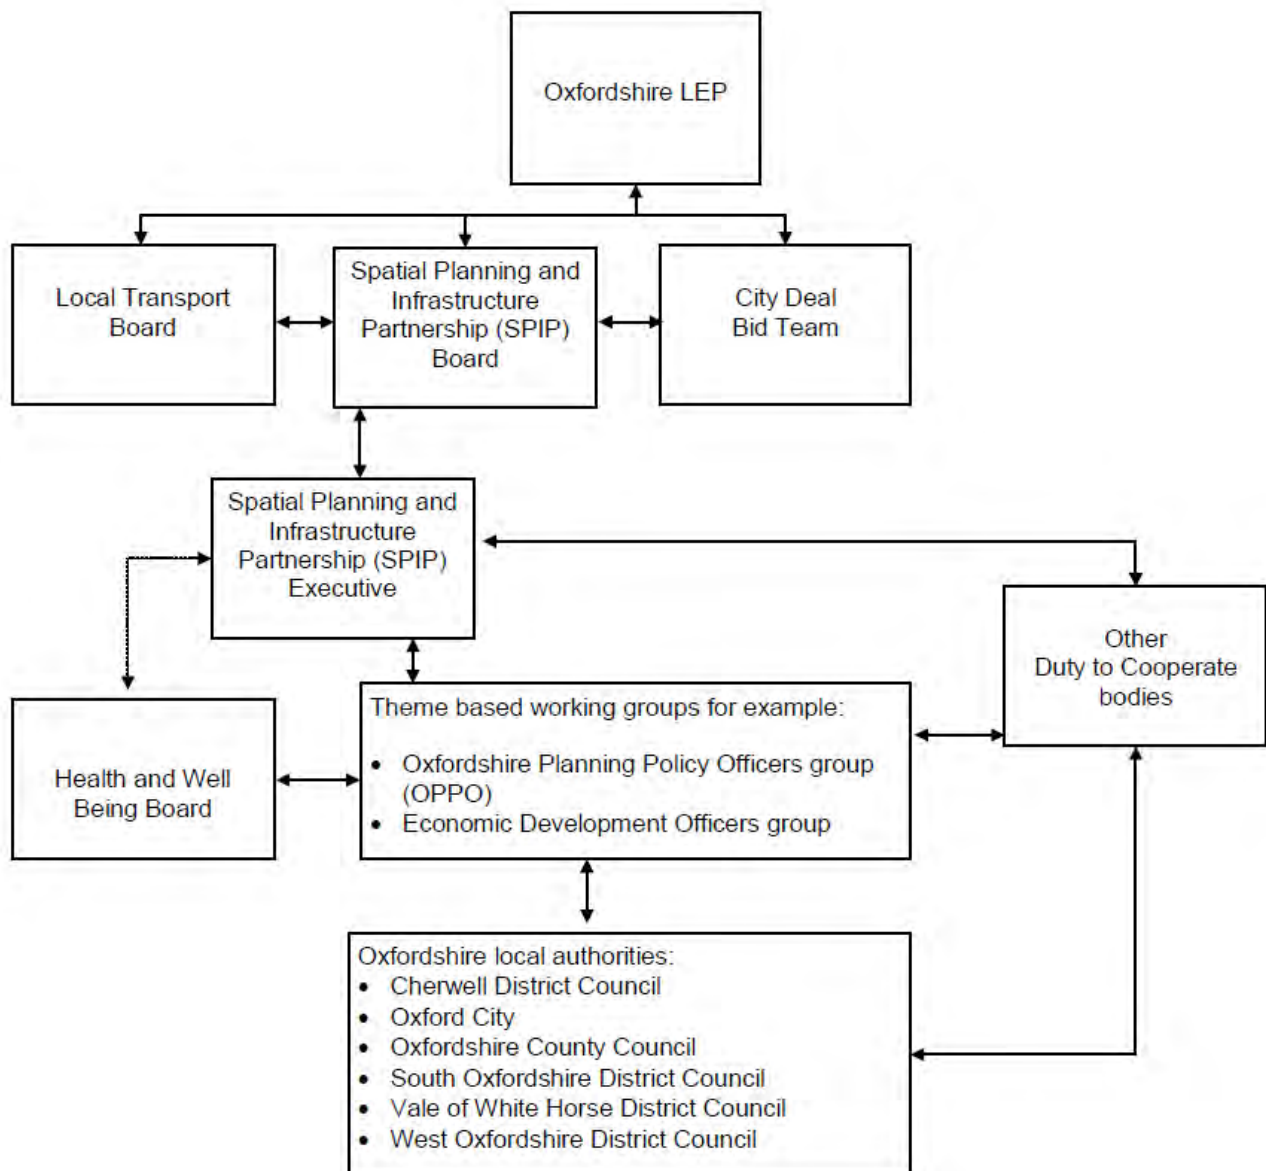 Oxfordshire LEP
Local Transport
Board
Spatial Planning and
Infrastructure
Partnership (SPIP)
Board
City Deal
Bid Team
Spatial Planning and
Infrastructure
Partnership (SPIP)
Executive
Other
Duty to Cooperate
bodies
Health and Well
Being Board
Theme based working groups for example:
• Oxfordshire Planning Policy Officers group
(OPPO)
• Economic Development Officers group
Oxfordshire local authorities:
• Cherwell District Council
• Oxford City
• Oxfordshire County Council
• South Oxfordshire District Council
• Vale of White Horse District Council
• West Oxfordshire District Council